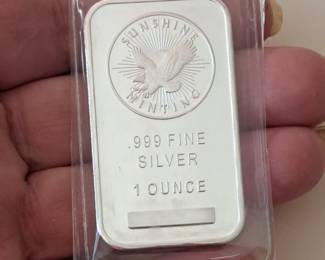 SUNSHINE
MINTING
.999 FINE
SILVER
1 OUNCE